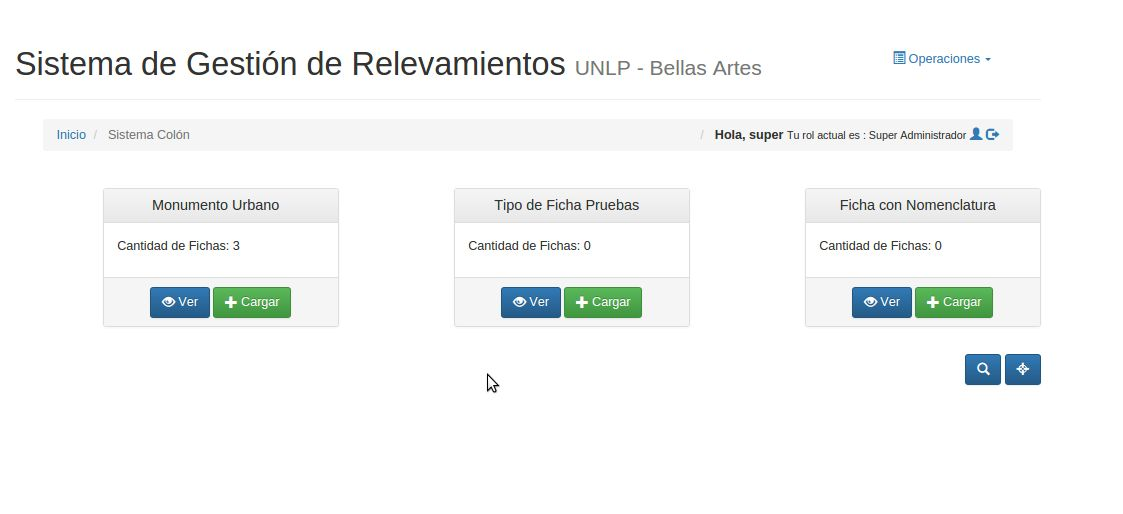 Sistema de Gestión de Relevamientos UNLP - Bellas Artes
Operaciones
Inicio / Sistema Colón / Hola, super Tu rol actual es : Super Administrador
Monumento Urbano
Cantidad de Fichas: 3
Ver Cargar
Tipo de Ficha Pruebas
Cantidad de Fichas: 0
Ver Cargar
Ficha con Nomenclatura
Cantidad de Fichas: 0
Ver Cargar